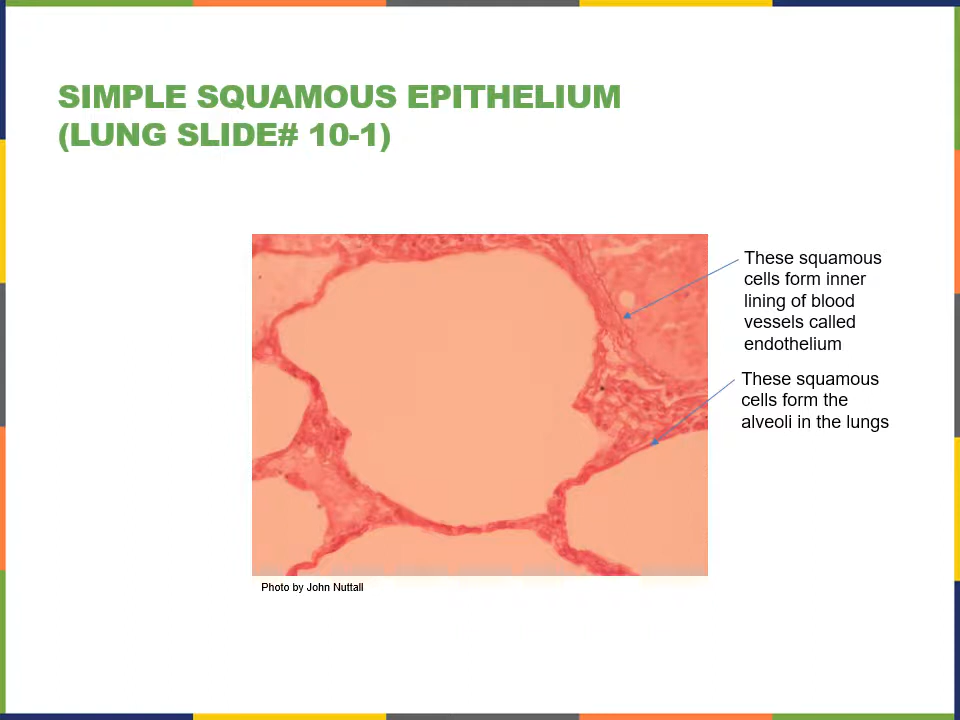 SIMPLE SQUAMOUS EPITHELIUM
(LUNG SLIDE# 10-1)
These squamous
cells form inner
lining of blood
vessels called
endothelium
These squamous
cells form the
alveoli in the lungs
Photo by John Nuttall